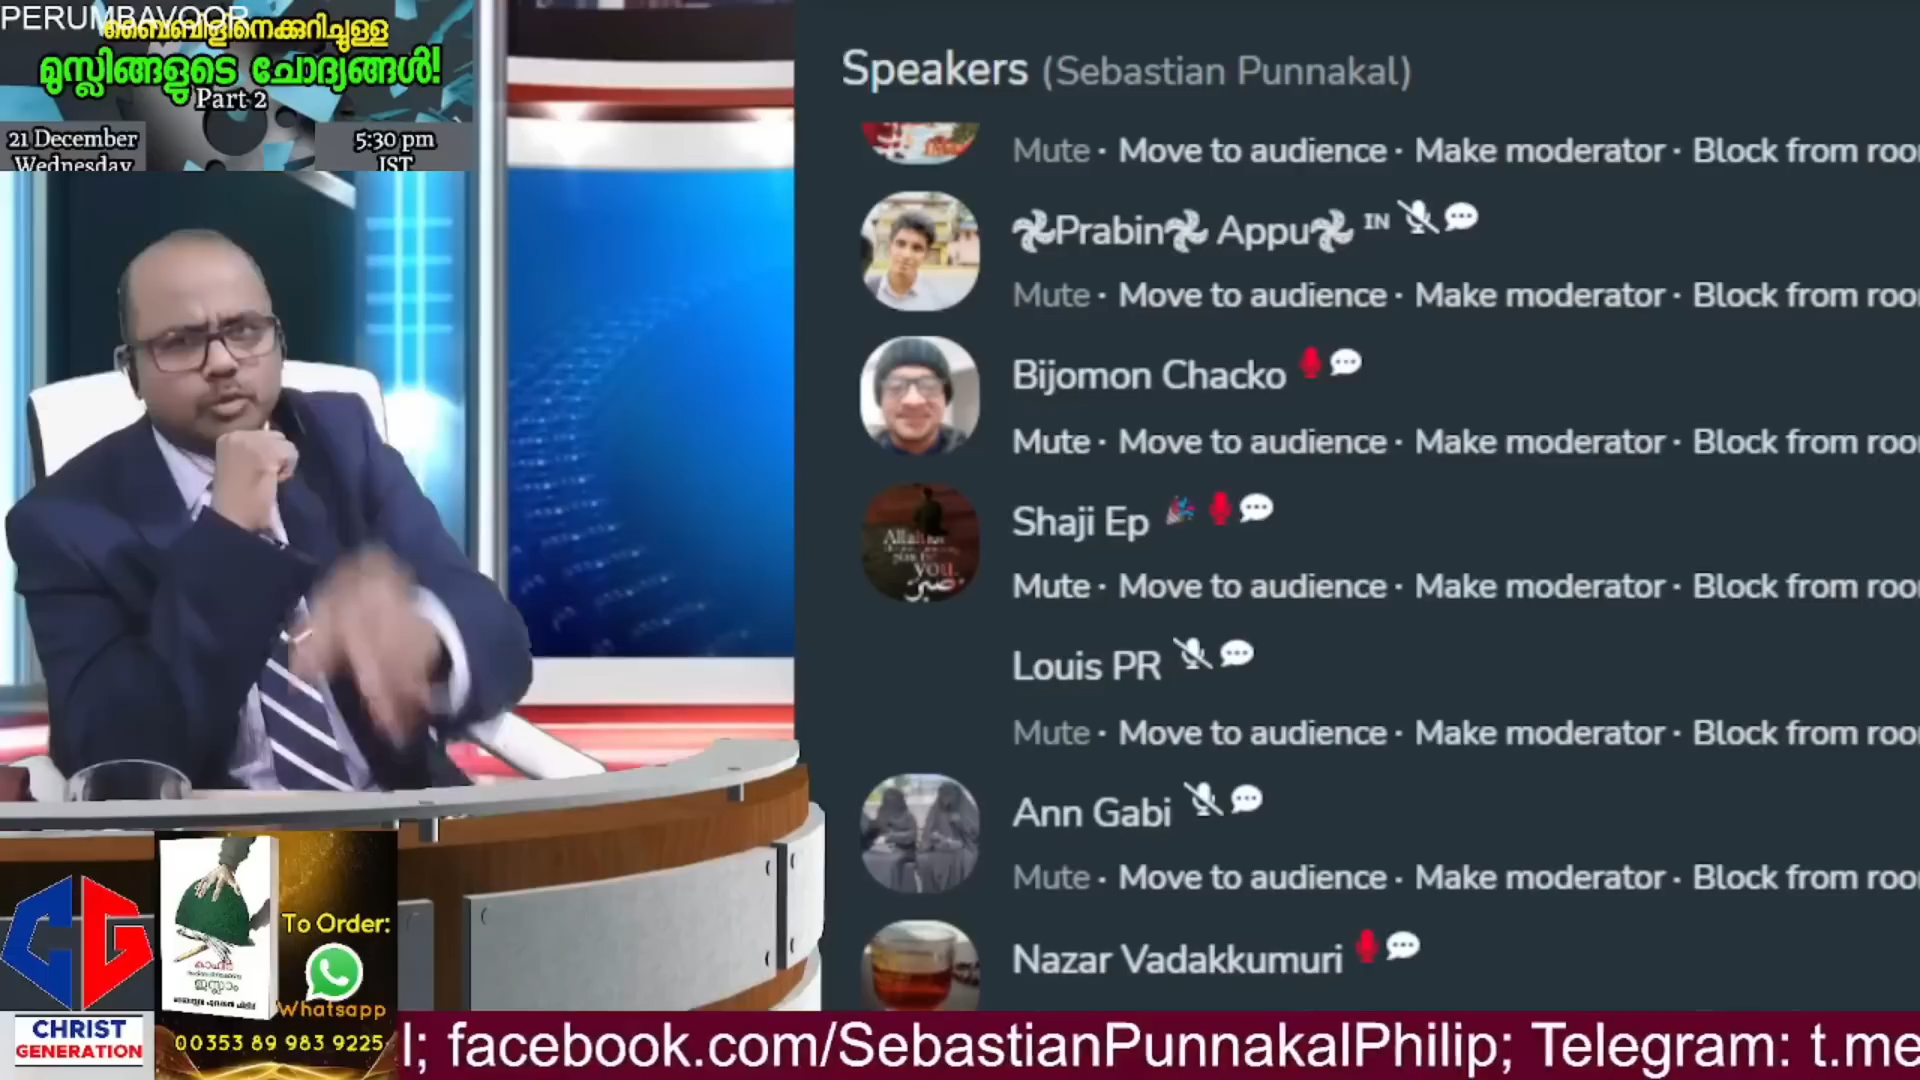 PERUMBAVOOR
ബൈബിളിനെക്കുറിച്ചുള്ള
മുസ്ലിങ്ങളുടെ ചോദ്യങ്ങൾ!
Part 2
21 December
Wednesday
5:30 pm
IST
Speakers (Sebastian Punnakal)
Mute · Move to audience · Make moderator · Block from roo
Prabin Appu IN
Mute · Move to audience · Make moderator · Block from roo
Bijomon Chacko
Mute · Move to audience · Make moderator · Block from roo
Shaji Ep
Allah
you.
صبر
Mute · Move to audience · Make moderator · Block from roo
Louis PR
Mute · Move to audience · Make moderator · Block from roo
Ann Gabi
Mute · Move to audience · Make moderator · Block from roo
Nazar Vadakkumuri
CG
CHRIST
GENERATION
ഇസ്ലാം
To Order:
Whatsapp
00353 89 983 9225
l; facebook.com/SebastianPunnakalPhilip; Telegram: t.me